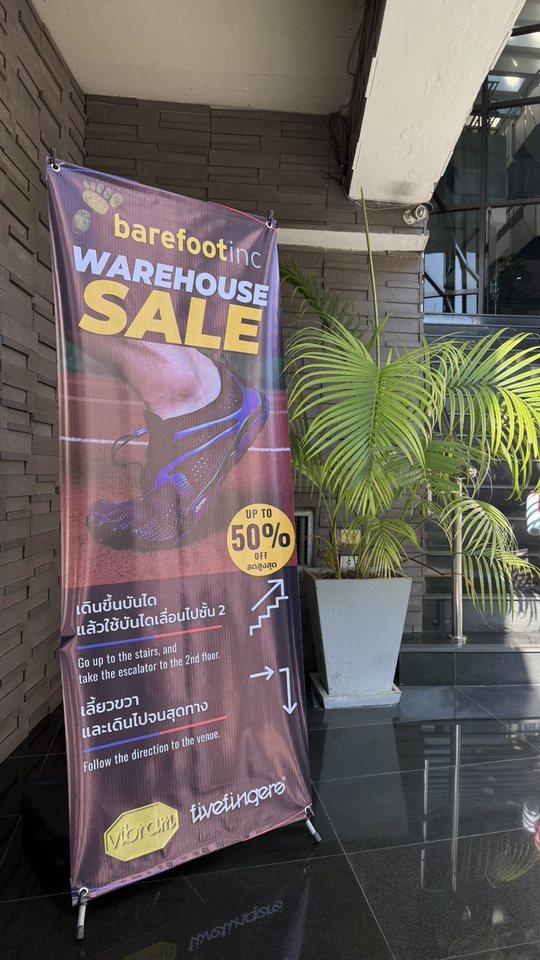 barefootinc
WAREHOUSE
SALE
UP TO
50%
OFF
ลดสูงสุด
เดินขึ้นบันได
แล้วใช้บันไดเลื่อนไปชั้น 2
Go up to the stairs, and
take the escalator to the 2nd floor.
เลี้ยวขวา
และเดินไปจนสุดทาง
Follow the direction to the venue.
vibram
fivefingers®